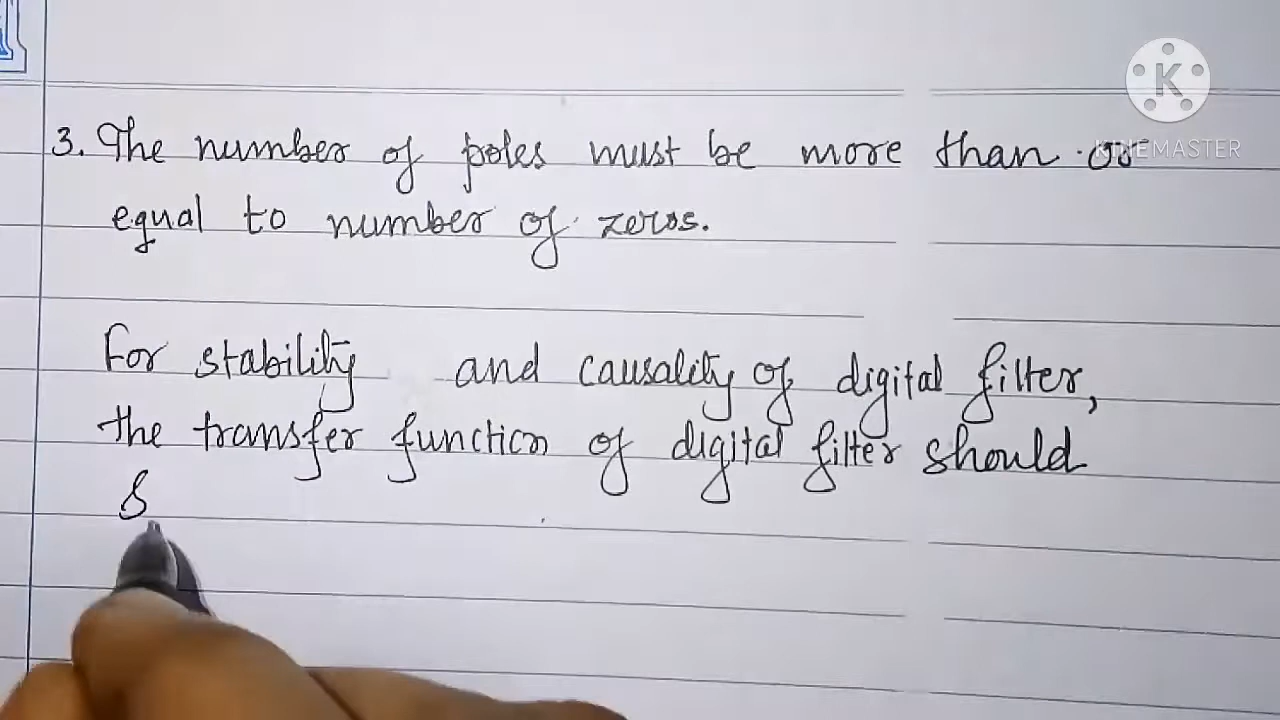 3. The number of poles must be more than or
equal to number of zeros.
For stability and causality of digital filter,
the transfer function of digital filter should
S
K
KINEMASTER